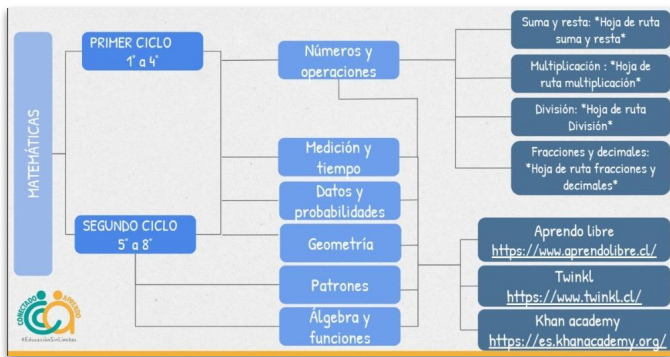 MATEMÁTICAS
PRIMER CICLO
1° a 4°
SEGUNDO CICLO
5° a 8°
Números y
operaciones
Medición y
tiempo
Datos y
probabilidades
Geometría
Patrones
Álgebra y
funciones
Suma y resta: *Hoja de ruta
suma y resta*
Multiplicación : *Hoja de
ruta multiplicación*
División: *Hoja de ruta
División*
Fracciones y decimales:
*Hoja de ruta fracciones y
decimales*
Aprendo libre
https://www.aprendolibre.cl/
Twinkl
https://www.twinkl.cl/
Khan academy
https://es.khanacademy.org/
CONECTADO
APRENDO
#EducaciónSinLímites